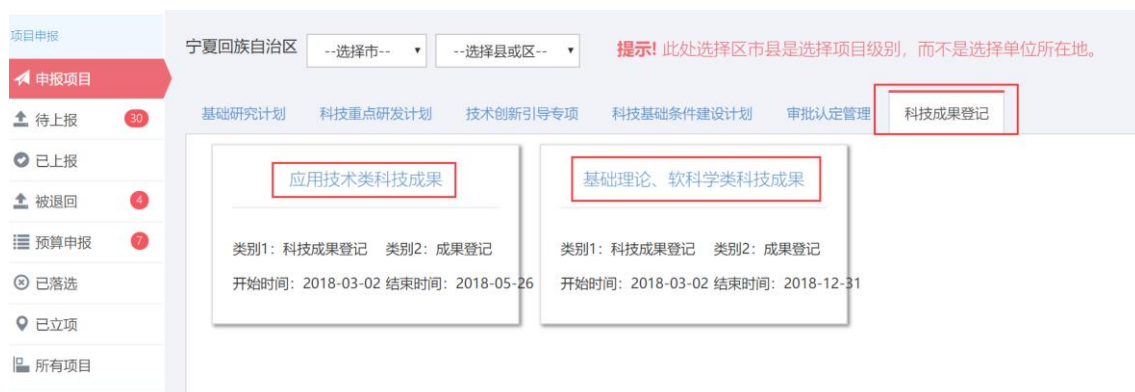 项目申报
申报项目
待上报 30
已上报
被退回 4
预算申报 7
已落选
已立项
所有项目
宁夏回族自治区 --选择市-- --选择县或区-- 提示! 此处选择区市县是选择项目级别，而不是选择单位所在地。
基础研究计划 科技重点研发计划 技术创新引导专项 科技基础条件建设计划 审批认定管理 科技成果登记
应用技术类科技成果
类别1：科技成果登记 类别2：成果登记
开始时间：2018-03-02 结束时间：2018-05-26
基础理论、软科学类科技成果
类别1：科技成果登记 类别2：成果登记
开始时间：2018-03-02 结束时间：2018-12-31